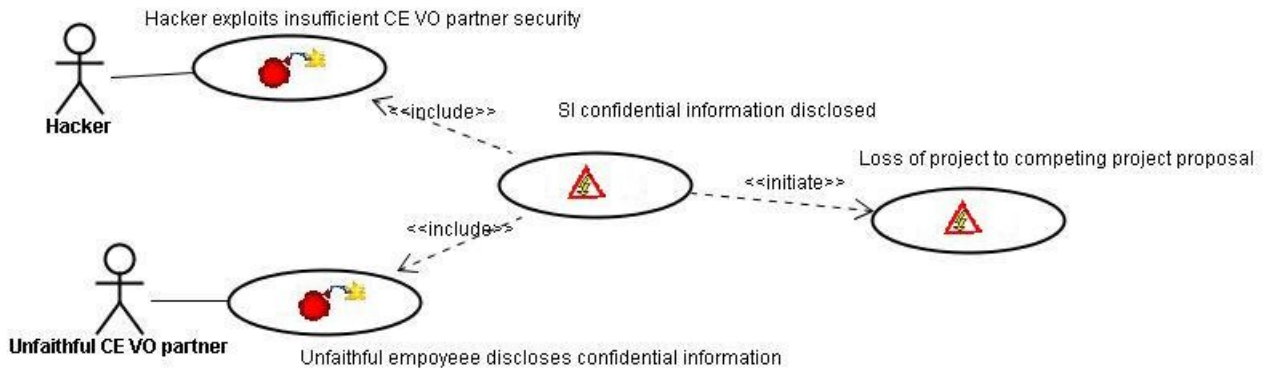 Hacker exploits insufficient CE VO partner security
Hacker
<<include>>
SI confidential information disclosed
Loss of project to competing project proposal
<<initiate>>
<<include>>
Unfaithful CE VO partner
Unfaithful empoyeee discloses confidential information